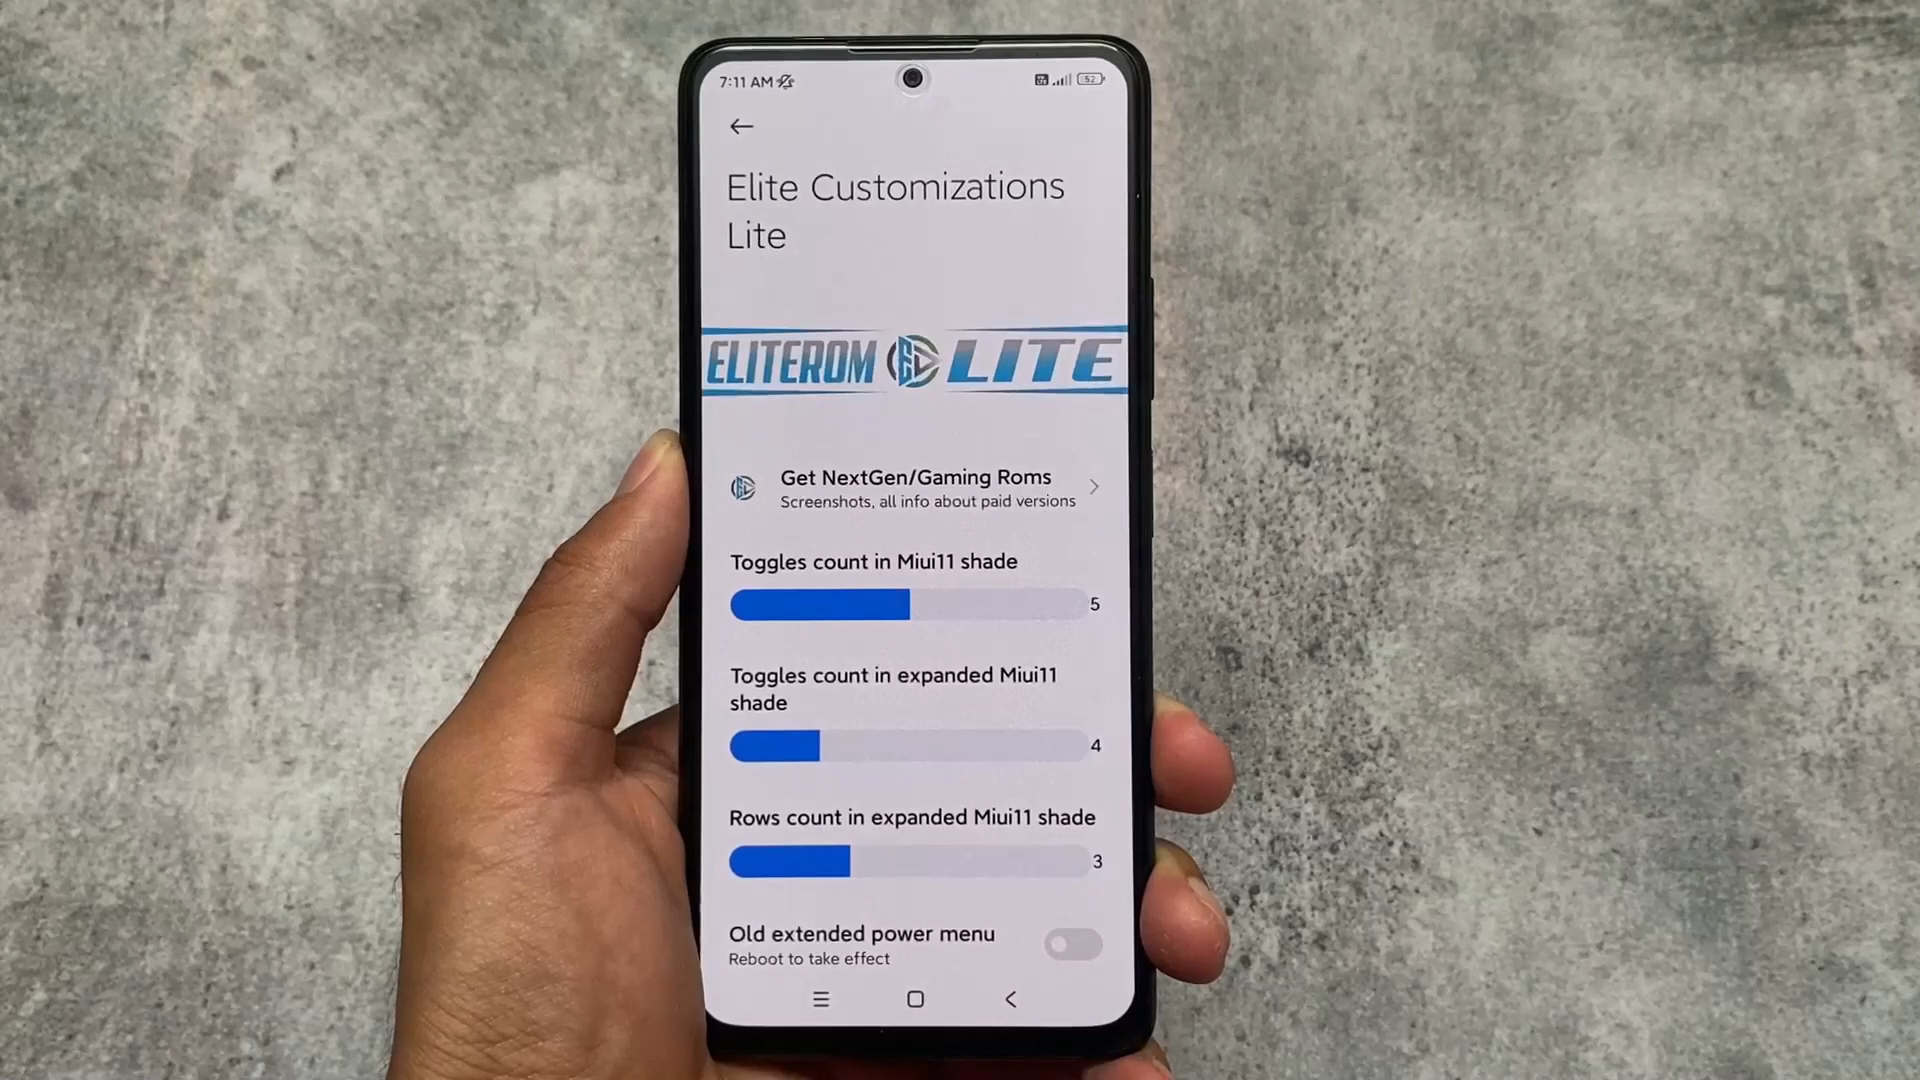 7:11 AM 52
Elite Customizations
Lite
ELITEROM LITE
Get NextGen/Gaming Roms
Screenshots, all info about paid versions
Toggles count in Miui11 shade
5
Toggles count in expanded Miui11
shade
4
Rows count in expanded Miui11 shade
3
Old extended power menu
Reboot to take effect